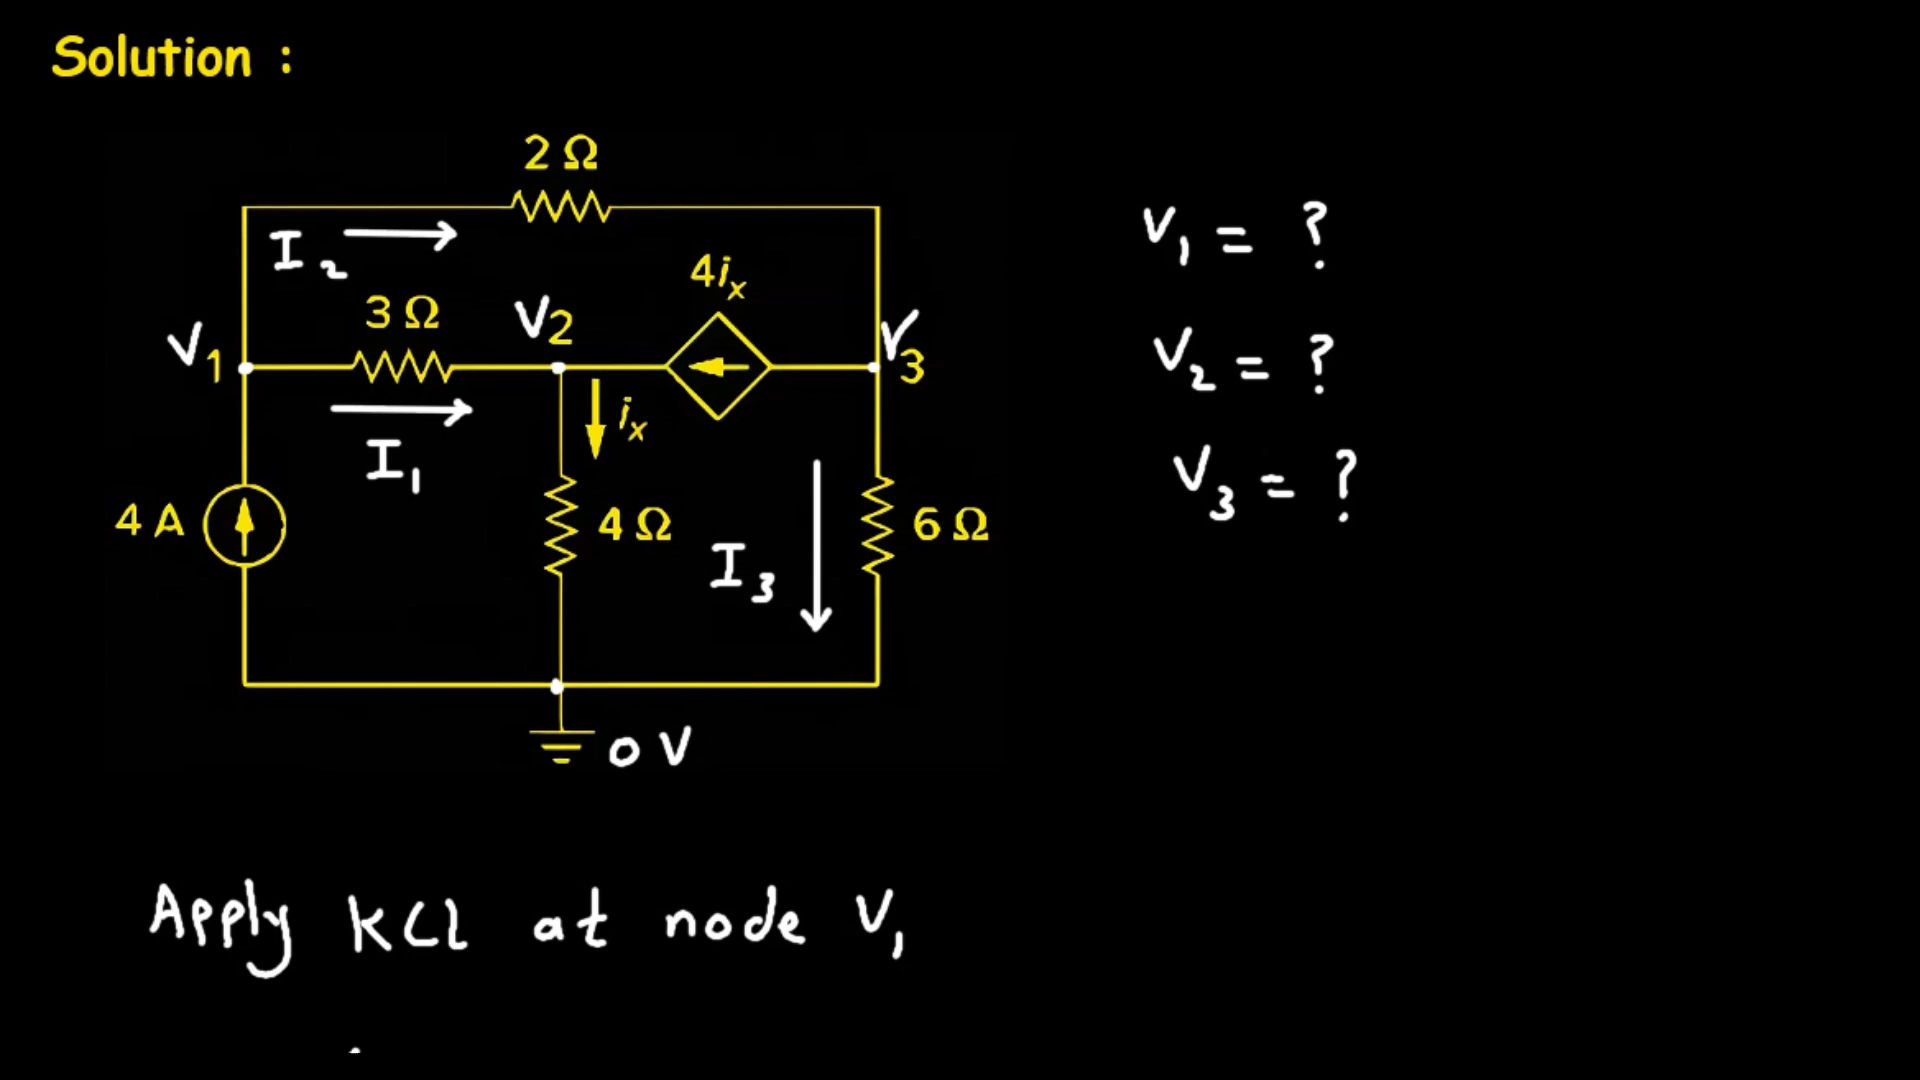 Solution :
2 Ω
I2
4ix
V1 = ?
3 Ω
V2
V1
V3
V2 = ?
ix
I1
V3 = ?
4 A
4 Ω
I3
6 Ω
0 V
Apply KCL at node V1